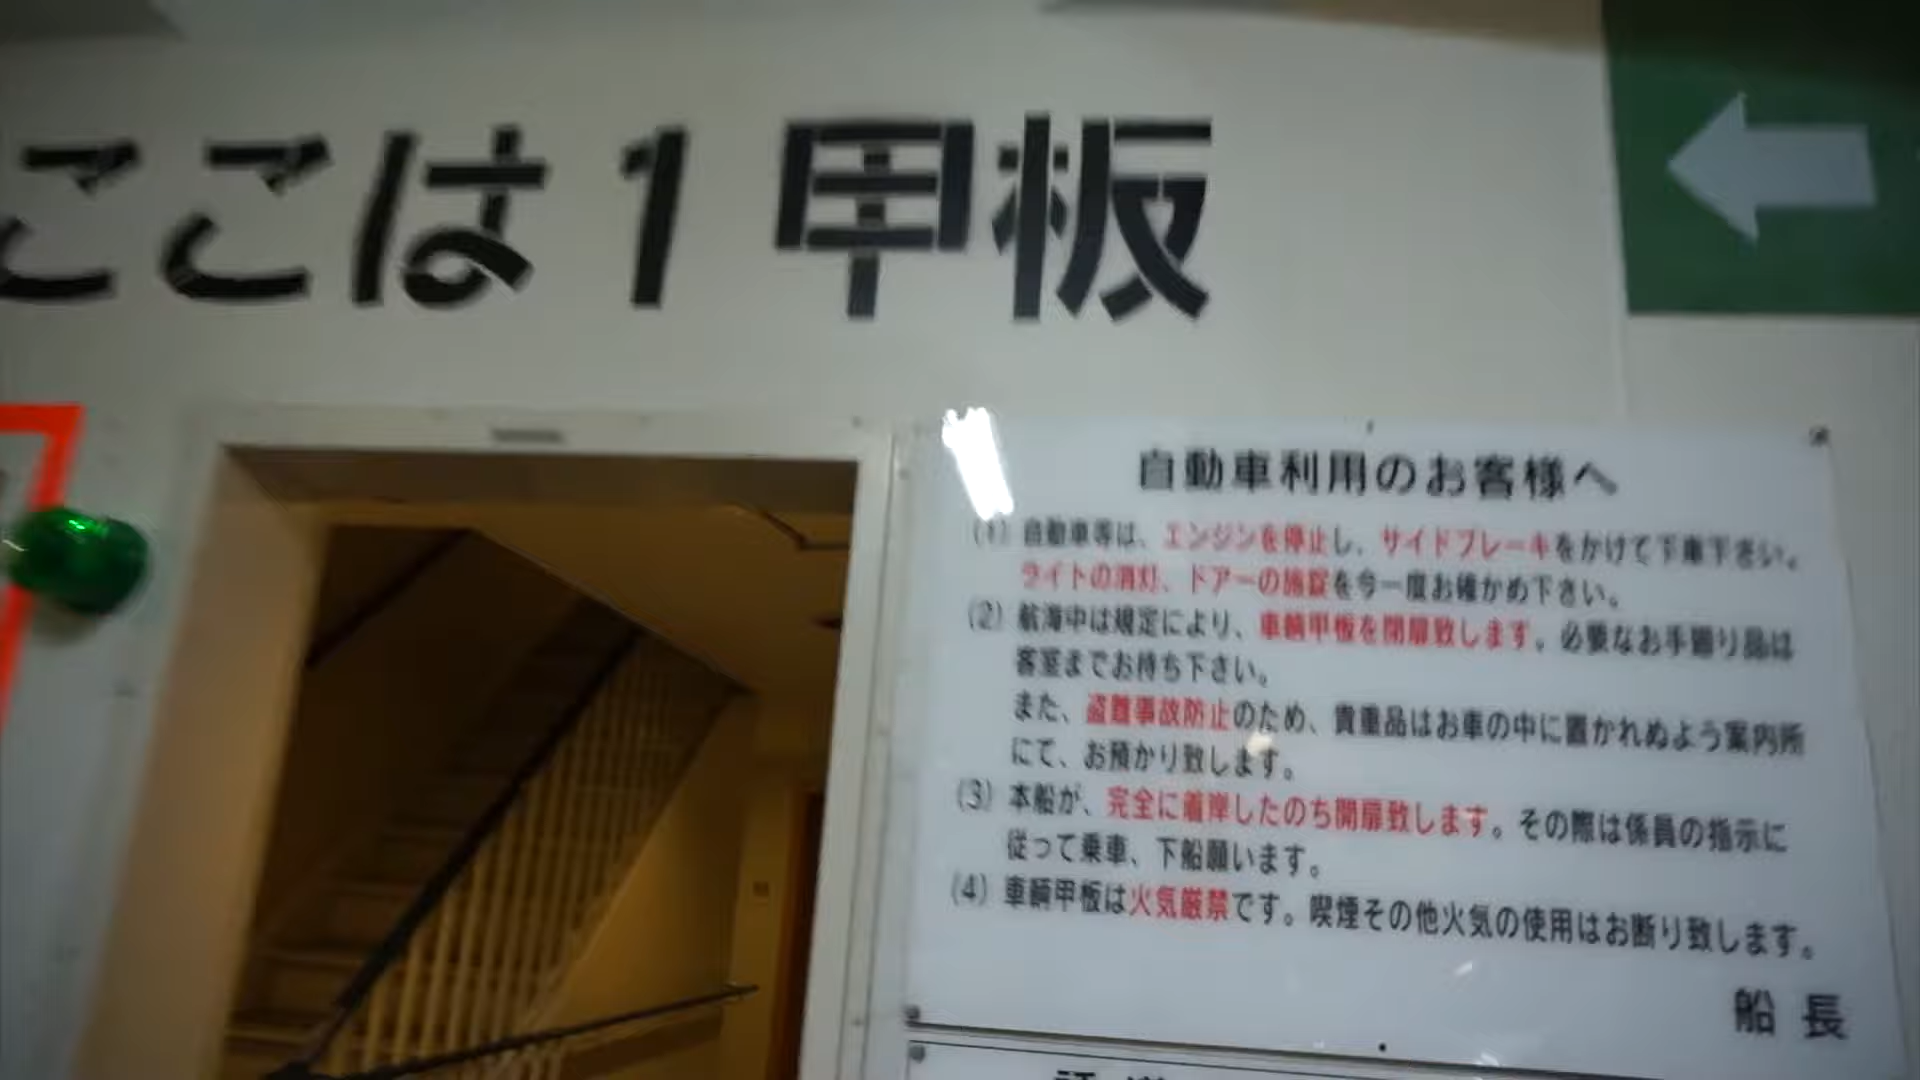 ここは1甲板
自動車利用のお客様へ
(1) 自動車等は、エンジンを停止し、サイドブレーキをかけて下車下さい。
ライトの消灯、ドアーの施錠を今一度お確かめ下さい。
(2) 航海中は規定により、車輌甲板を閉扉致します。必要なお手廻り品は
客室までお持ち下さい。
また、盗難事故防止のため、貴重品はお車の中に置かれぬよう案内所
にて、お預かり致します。
(3) 本船が、完全に着岸したのち開扉致します。その際は係員の指示に
従って乗車、下船願います。
(4) 車輌甲板は火気厳禁です。喫煙その他火気の使用はお断り致します。
船長